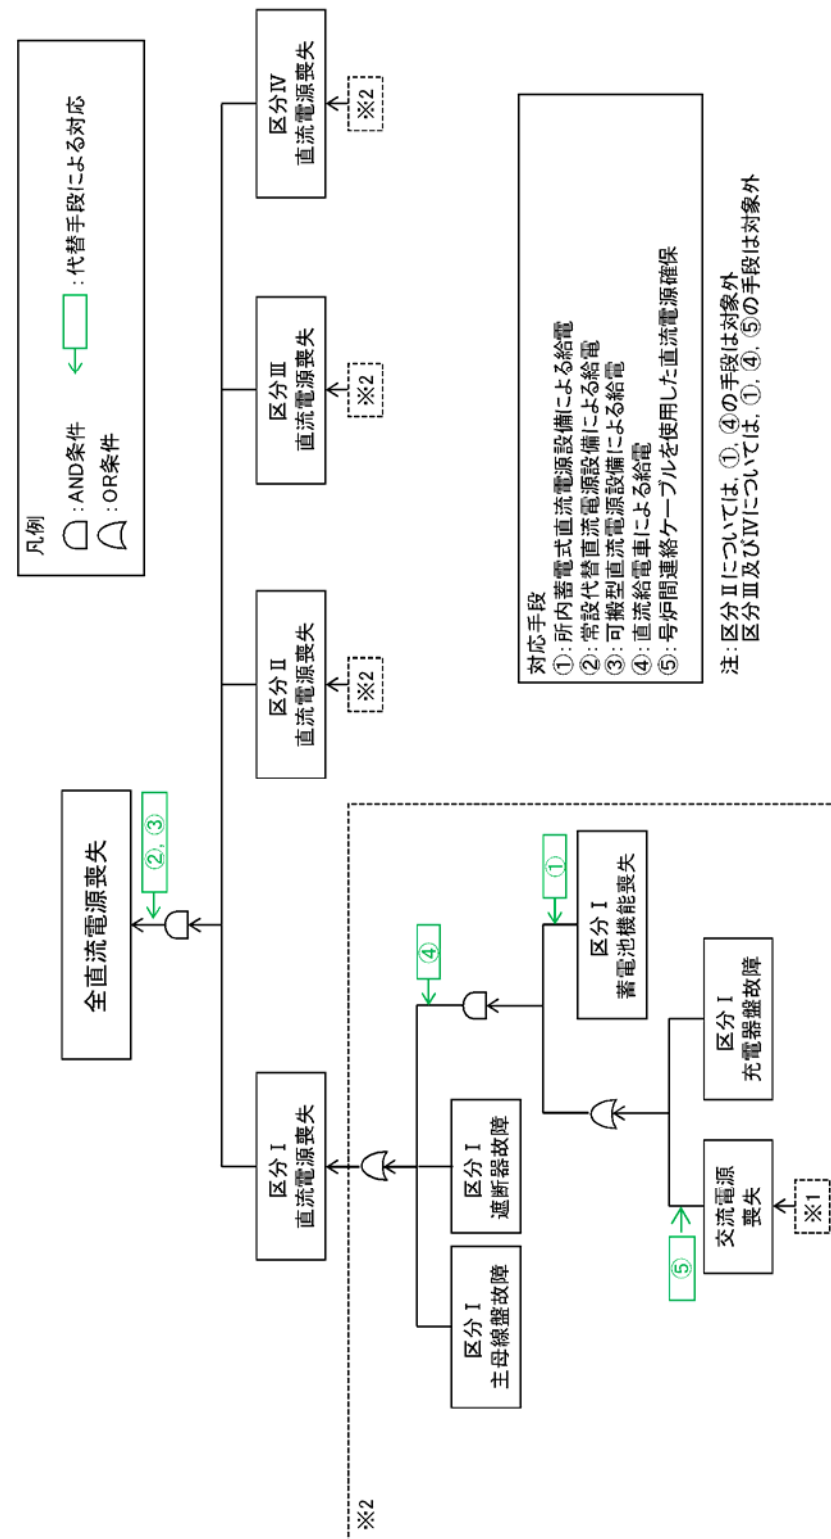 凡例
:AND条件
:OR条件
:代替手段による対応
全直流電源喪失
②, ③
区分Ⅰ
直流電源喪失
区分Ⅱ
直流電源喪失
※2
区分Ⅲ
直流電源喪失
※2
区分Ⅳ
直流電源喪失
※2
※2
区分Ⅰ
主母線盤故障
区分Ⅰ
遮断器故障
④
①
区分Ⅰ
蓄電池機能喪失
⑤
交流電源
喪失
※1
区分Ⅰ
充電器盤故障
対応手段
①:所内蓄電式直流電源設備による給電
②:常設代替直流電源設備による給電
③:可搬型直流電源設備による給電
④:直流給電車による給電
⑤:号炉間連絡ケーブルを使用した直流電源確保
注:区分Ⅱについては,①,④の手段は対象外
区分Ⅲ及びⅣについては,①,④,⑤の手段は対象外